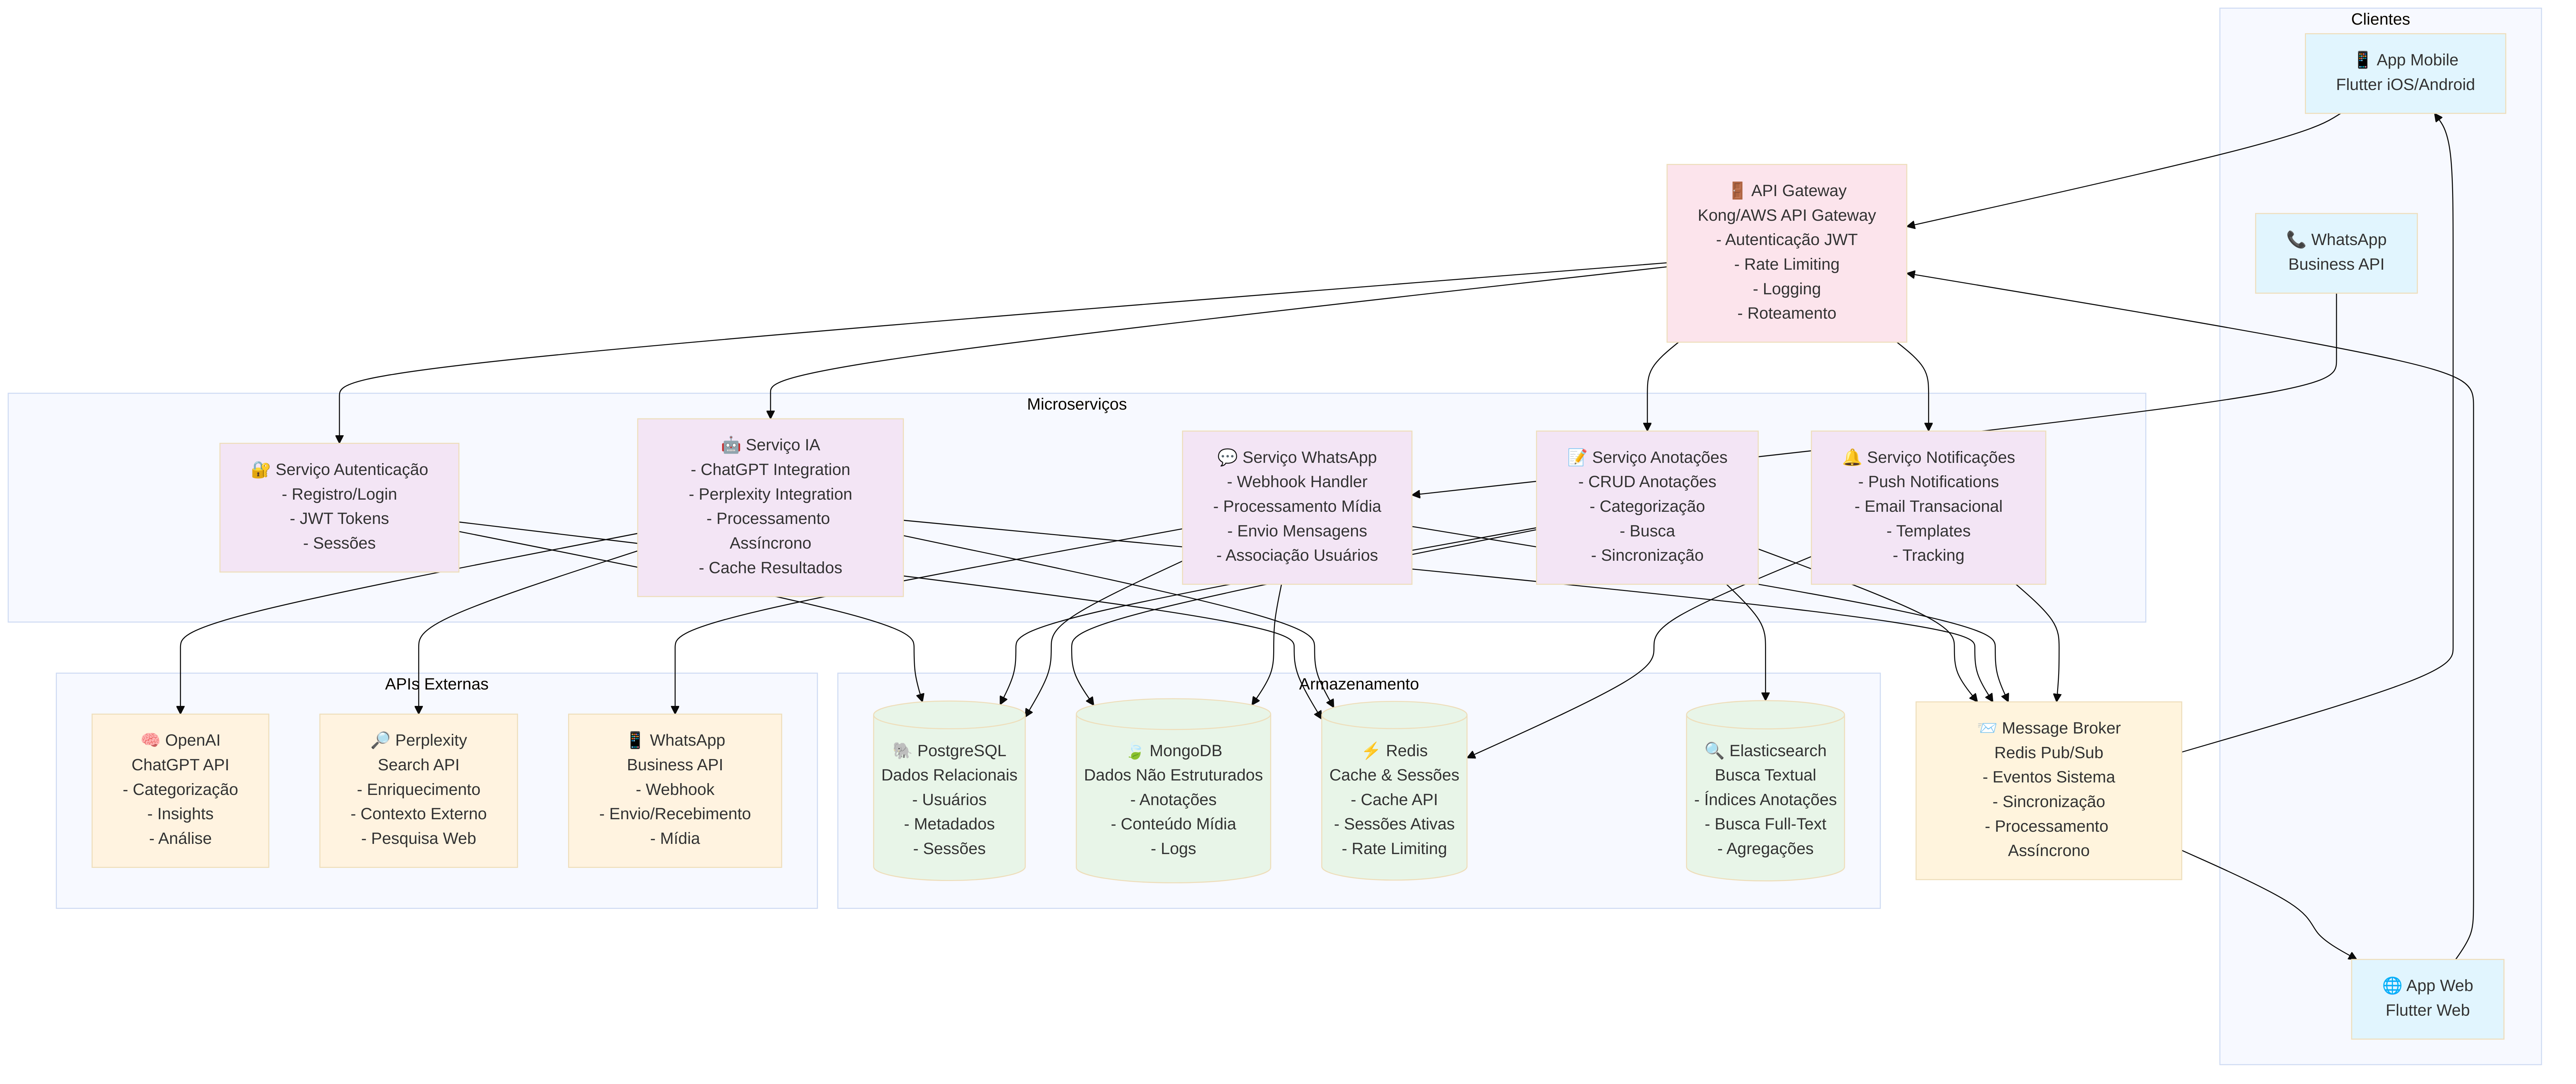 Clientes
📱 App Mobile
Flutter iOS/Android
🚪 API Gateway
Kong/AWS API Gateway
- Autenticação JWT
- Rate Limiting
- Logging
- Roteamento
📞 WhatsApp
Business API
Microserviços
🔐 Serviço Autenticação
- Registro/Login
- JWT Tokens
- Sessões
🤖 Serviço IA
- ChatGPT Integration
- Perplexity Integration
- Processamento
Assíncrono
- Cache Resultados
💬 Serviço WhatsApp
- Webhook Handler
- Processamento Mídia
- Envio Mensagens
- Associação Usuários
📝 Serviço Anotações
- CRUD Anotações
- Categorização
- Busca
- Sincronização
🔔 Serviço Notificações
- Push Notifications
- Email Transacional
- Templates
- Tracking
APIs Externas
🧠 OpenAI
ChatGPT API
- Categorização
- Insights
- Análise
🔎 Perplexity
Search API
- Enriquecimento
- Contexto Externo
- Pesquisa Web
📱 WhatsApp
Business API
- Webhook
- Envio/Recebimento
- Mídia
Armazenamento
🐘 PostgreSQL
Dados Relacionais
- Usuários
- Metadados
- Sessões
🍃 MongoDB
Dados Não Estruturados
- Anotações
- Conteúdo Mídia
- Logs
⚡ Redis
Cache & Sessões
- Cache API
- Sessões Ativas
- Rate Limiting
🔍 Elasticsearch
Busca Textual
- Índices Anotações
- Busca Full-Text
- Agregações
📨 Message Broker
Redis Pub/Sub
- Eventos Sistema
- Sincronização
- Processamento
Assíncrono
🌐 App Web
Flutter Web